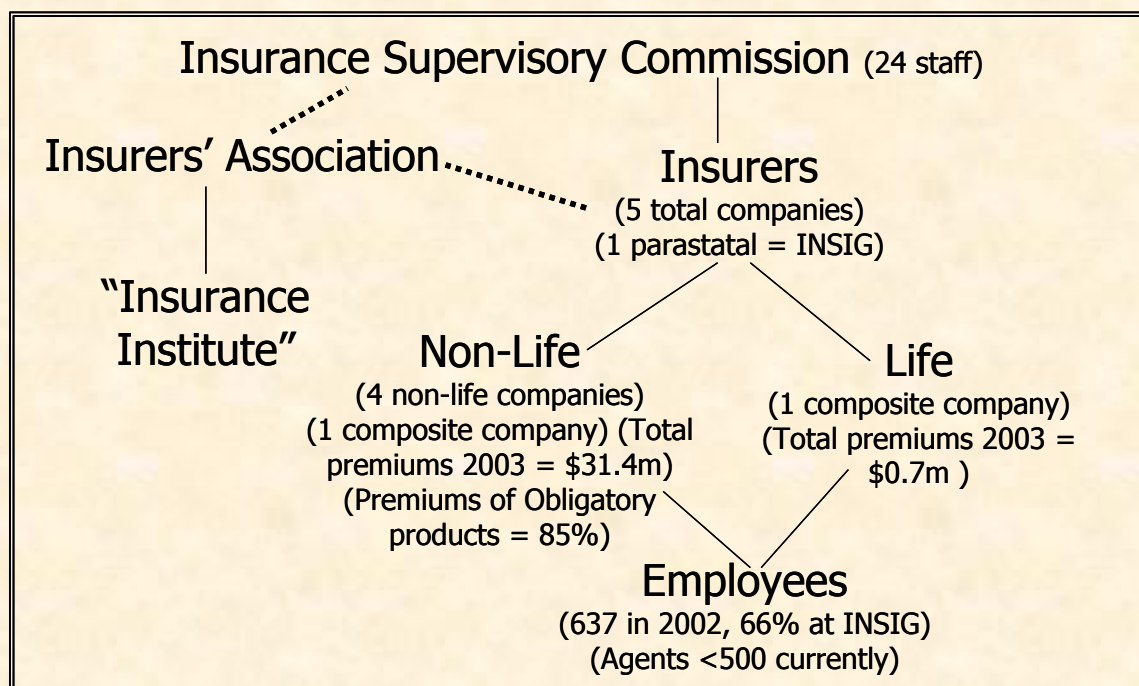 Insurance Supervisory Commission (24 staff)
Insurers’ Association
“Insurance
Institute”
Insurers
(5 total companies)
(1 parastatal = INSIG)
Non-Life
(4 non-life companies)
(1 composite company) (Total
premiums 2003 = $31.4m)
(Premiums of Obligatory
products = 85%)
Life
(1 composite company)
(Total premiums 2003 =
$0.7m )
Employees
(637 in 2002, 66% at INSIG)
(Agents <500 currently)